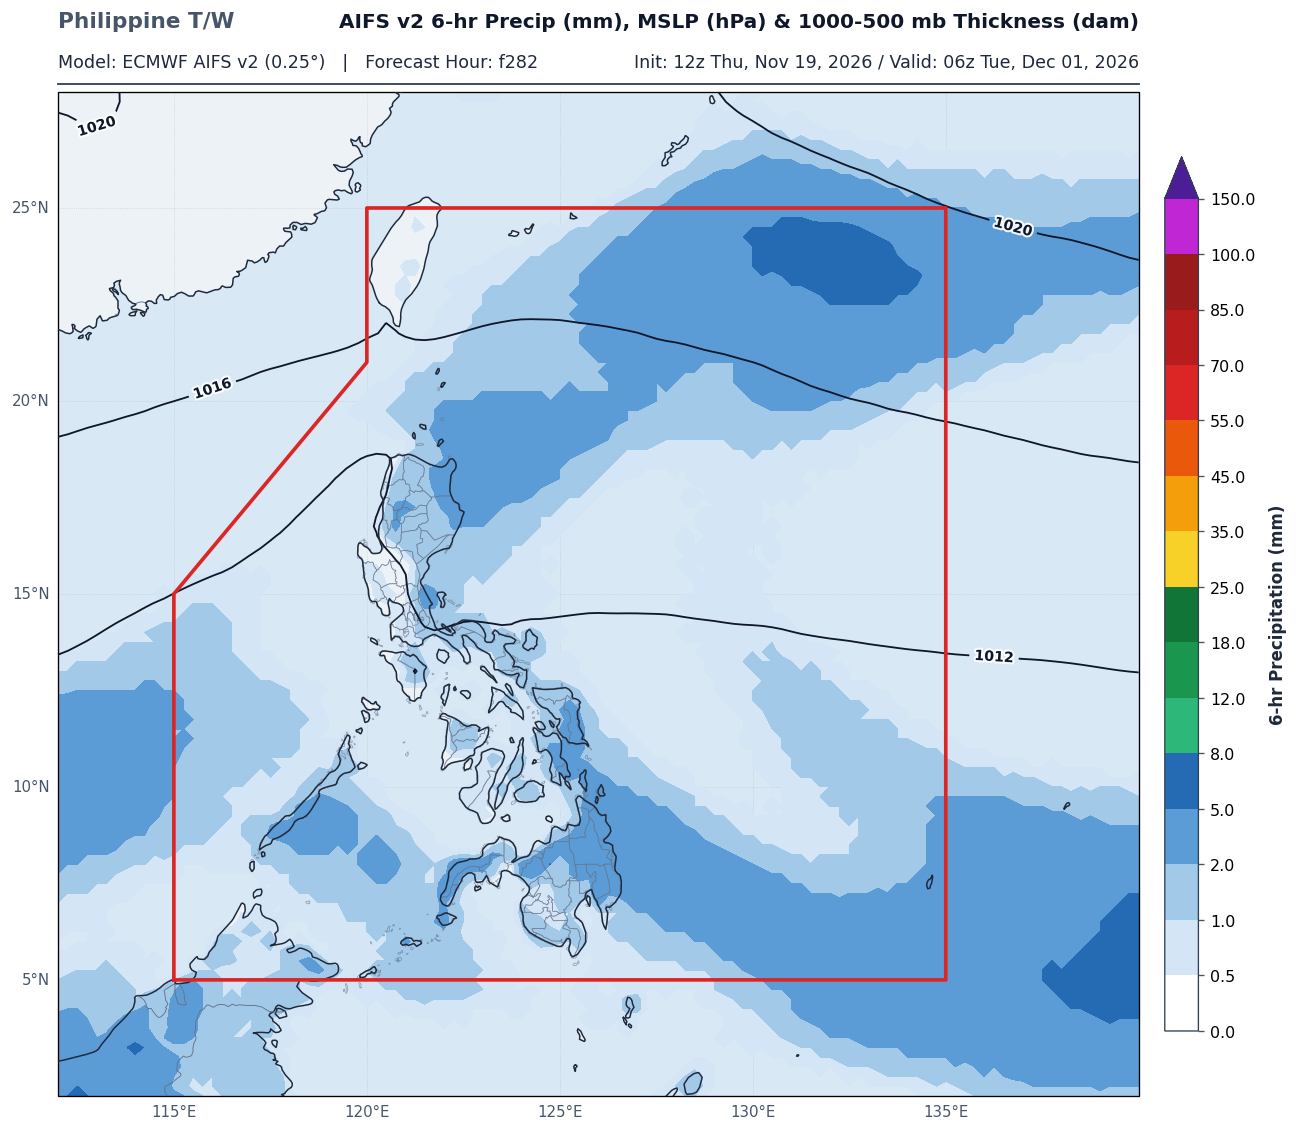 Philippine T/W
AIFS v2 6-hr Precip (mm), MSLP (hPa) & 1000-500 mb Thickness (dam)
Model: ECMWF AIFS v2 (0.25°) | Forecast Hour: f282
Init: 12z Thu, Nov 19, 2026 / Valid: 06z Tue, Dec 01, 2026
1020
1020
1016
1012
25°N
20°N
15°N
10°N
5°N
115°E
120°E
125°E
130°E
135°E
150.0
100.0
85.0
70.0
55.0
45.0
35.0
25.0
18.0
12.0
8.0
5.0
2.0
1.0
0.5
0.0
6-hr Precipitation (mm)